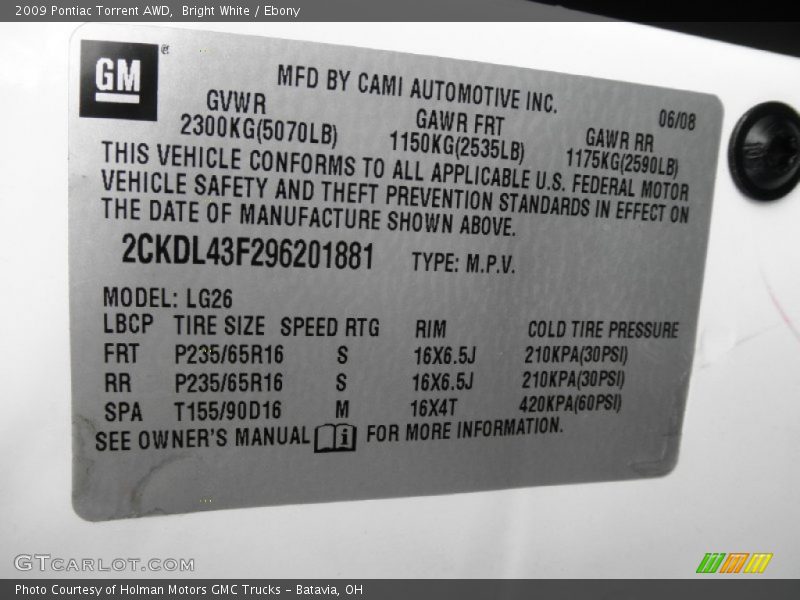 2009 Pontiac Torrent AWD,  Bright White / Ebony
GM ®
MFD BY CAMI AUTOMOTIVE INC.
06/08
GVWR GAWR FRT GAWR RR
2300KG(5070LB) 1150KG(2535LB) 1175KG(2590LB)
THIS VEHICLE CONFORMS TO ALL APPLICABLE U.S. FEDERAL MOTOR
VEHICLE SAFETY AND THEFT PREVENTION STANDARDS IN EFFECT ON
THE DATE OF MANUFACTURE SHOWN ABOVE.
2CKDL43F296201881 TYPE: M.P.V.
MODEL: LG26
LBCP TIRE SIZE SPEED RTG RIM COLD TIRE PRESSURE
FRT P235/65R16 S 16X6.5J 210KPA(30PSI)
RR P235/65R16 S 16X6.5J 210KPA(30PSI)
SPA T155/90D16 M 16X4T 420KPA(60PSI)
SEE OWNER'S MANUAL i FOR MORE INFORMATION.
GTCARLOT.COM
Photo Courtesy of Holman Motors GMC Trucks - Batavia, OH